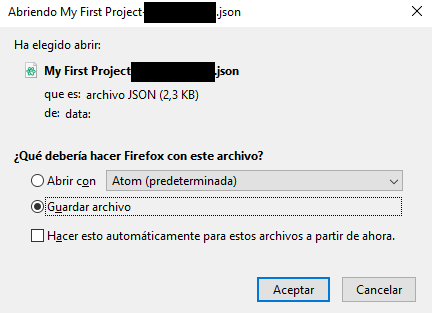 Abriendo My First Project-.json
Ha elegido abrir:
My First Project-.json
que es: archivo JSON (2,3 KB)
de: data:
¿Qué debería hacer Firefox con este archivo?
Abrir con Atom (predeterminada)
Guardar archivo
Hacer esto automáticamente para estos archivos a partir de ahora.
Aceptar Cancelar